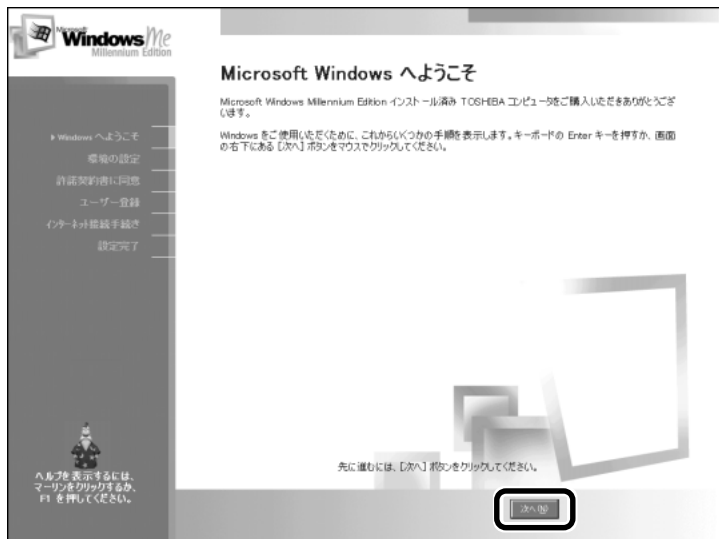 Microsoft
Windows Me
Millennium Edition
Microsoft Windows へようこそ
Microsoft Windows Millennium Edition インストール済み TOSHIBA コンピュータをご購入いただきありがとうござ
います。
Windows をご使用いただくために、これからいくつかの手順を表示します。キーボードの Enter キーを押すか、画面
の右下にある [次へ] ボタンをマウスでクリックしてください。
Windows へようこそ
環境の設定
許諾契約書に同意
ユーザー登録
インターネット接続手続き
設定完了
先に進むには、[次へ] ボタンをクリックしてください。
ヘルプを表示するには、
マーリンをクリックするか、
F1 を押してください。
次へ(N)